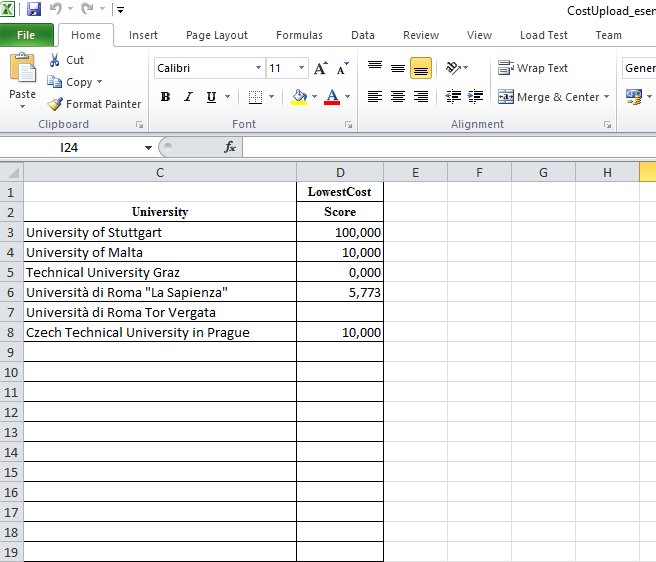 CostUpload_esen
File Home Insert Page Layout Formulas Data Review View Load Test Team
Paste
Cut
Copy
Format Painter
Clipboard
Calibri 11 A A
B I U A
Font
Wrap Text
Merge & Center
Alignment
Gener
I24 fx
C D E F G H
1 LowestCost
2 University Score
3 University of Stuttgart 100,000
4 University of Malta 10,000
5 Technical University Graz 0,000
6 Università di Roma "La Sapienza" 5,773
7 Università di Roma Tor Vergata
8 Czech Technical University in Prague 10,000
9
10
11
12
13
14
15
16
17
18
19